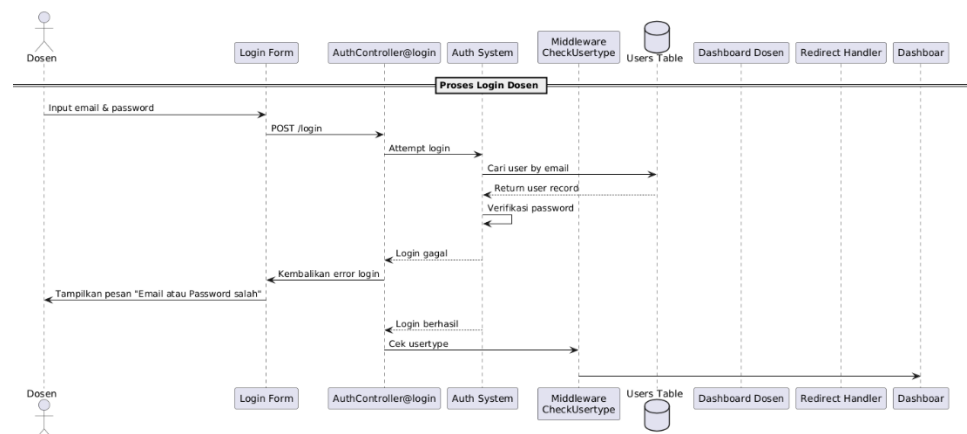 Dosen
Login Form
AuthController@login
Auth System
Middleware
CheckUsertype
Users Table
Dashboard Dosen
Redirect Handler
Dashboar
Proses Login Dosen
Input email & password
POST /login
Attempt login
Cari user by email
Return user record
Verifikasi password
Login gagal
Kembalikan error login
Tampilkan pesan "Email atau Password salah"
Login berhasil
Cek usertype
Dosen
Login Form
AuthController@login
Auth System
Middleware
CheckUsertype
Users Table
Dashboard Dosen
Redirect Handler
Dashboar